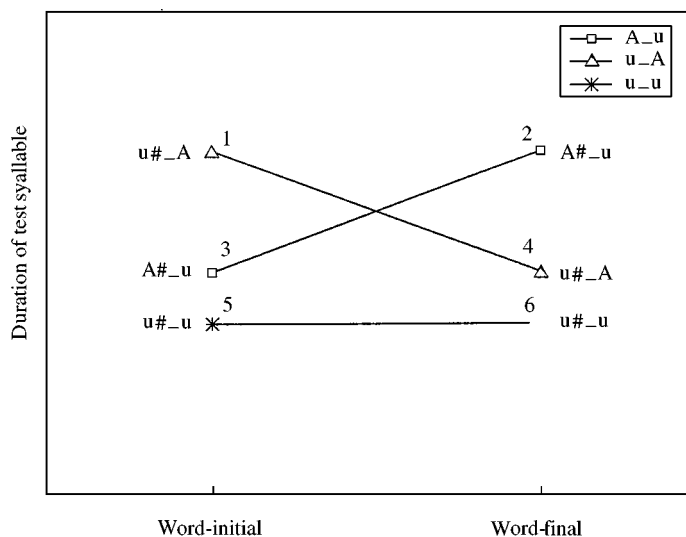 A_u
u_A
u_u
1
2
u#_A
A#_u
3
4
A#_u
u#_A
5
6
u#_u
u#_u
Duration of test syallable
Word-initial
Word-final